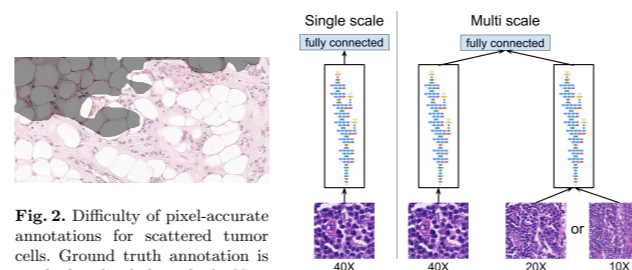 Single scale
Multi scale
fully connected
fully connected
Fig. 2. Difficulty of pixel-accurate
annotations for scattered tumor
cells. Ground truth annotation is
or
40X
40X
20X
10X